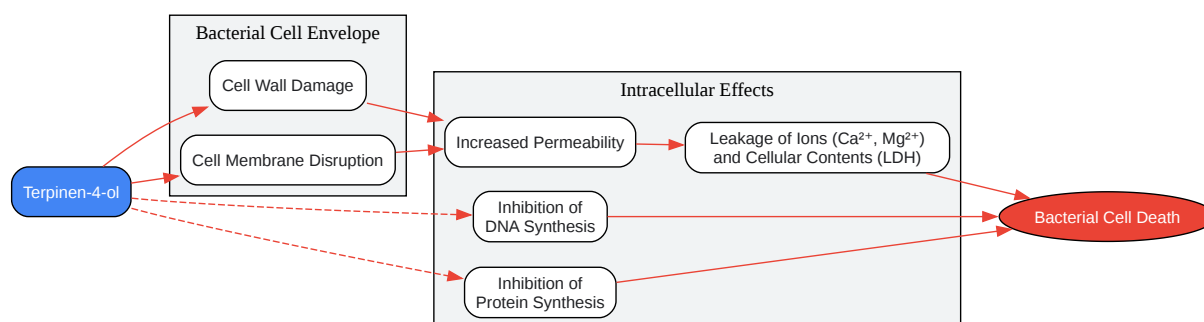 Bacterial Cell Envelope
Cell Wall Damage
Cell Membrane Disruption
Terpinen-4-ol
Intracellular Effects
Increased Permeability
Leakage of Ions (Ca²⁺, Mg²⁺)
and Cellular Contents (LDH)
Inhibition of
DNA Synthesis
Inhibition of
Protein Synthesis
Bacterial Cell Death